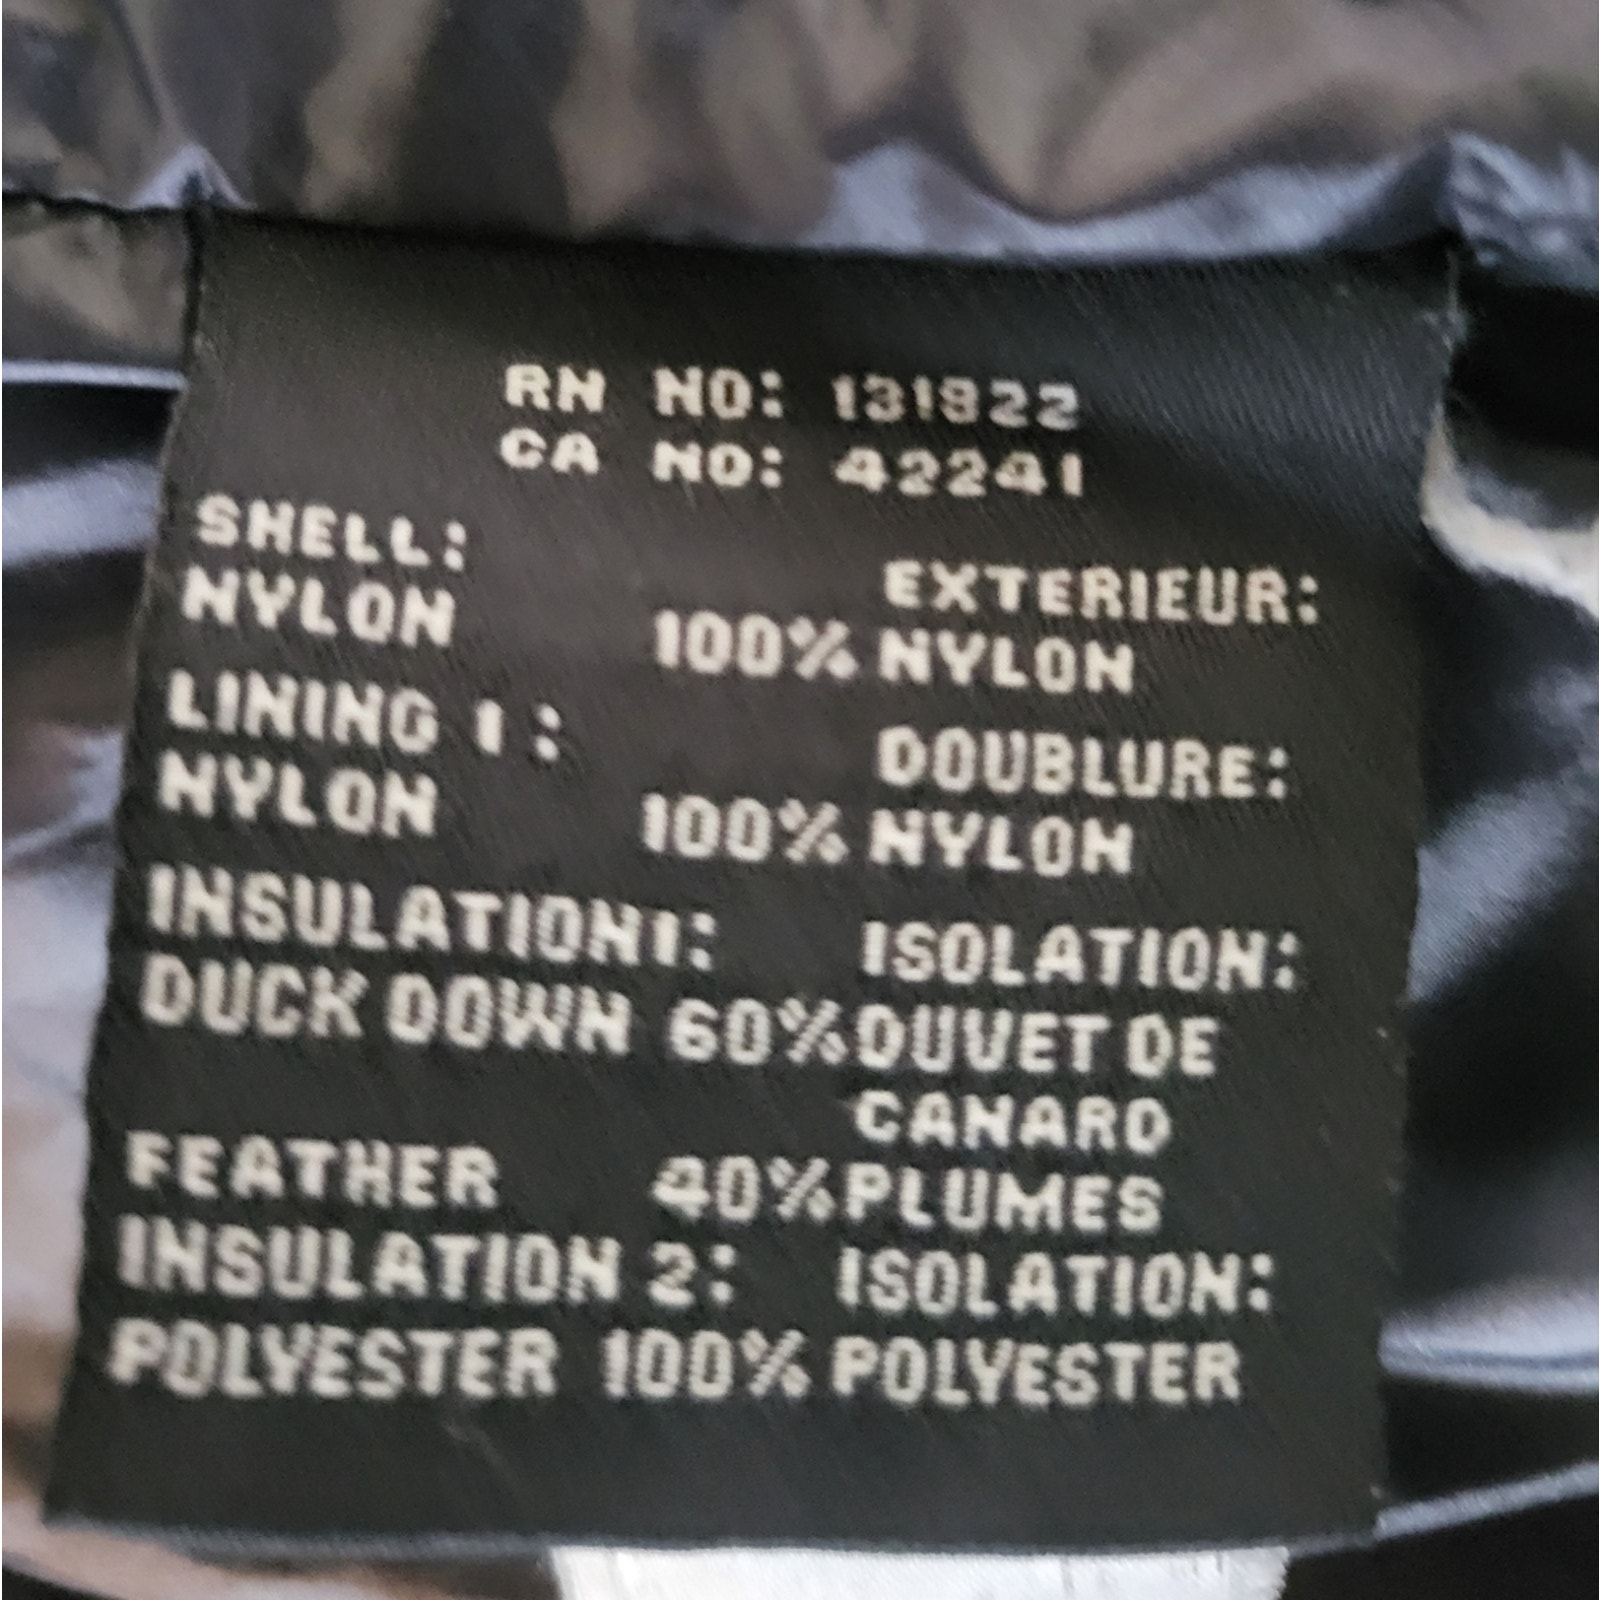 RN NO: 131822
CA NO: 42241
SHELL:
EXTERIEUR:
NYLON 100% NYLON
LINING 1 :
DOUBLURE:
NYLON 100% NYLON
INSULATION1: ISOLATION:
DUCK DOWN 60% DUVET DE
CANARD
FEATHER 40% PLUMES
INSULATION 2: ISOLATION:
POLYESTER 100% POLYESTER